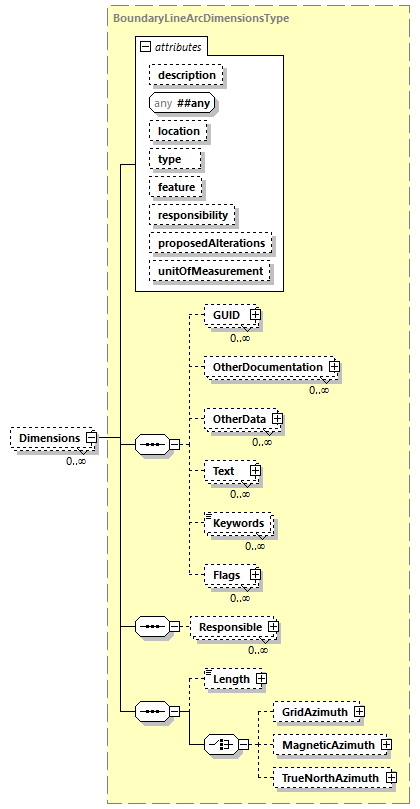 BoundaryLineArcDimensionsType
attributes
description
any ##any
location
type
feature
responsibility
proposedAlterations
unitOfMeasurement
GUID
0..∞
OtherDocumentation
0..∞
OtherData
0..∞
Dimensions
0..∞
Text
0..∞
Keywords
0..∞
Flags
0..∞
Responsible
0..∞
Length
GridAzimuth
MagneticAzimuth
TrueNorthAzimuth